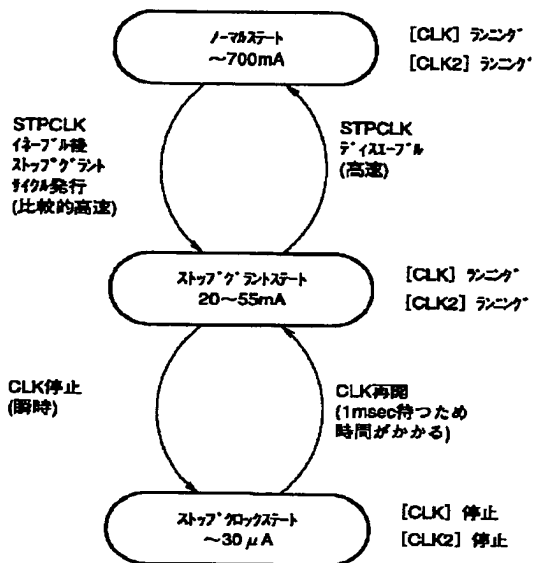 ノーマルステート
～700mA
[CLK] ランニング
[CLK2] ランニング
STPCLK
イネーブル後
ストップグラント
サイクル発行
(比較的高速)
STPCLK
ディスエーブル
(高速)
ストップグラントステート
20～55mA
[CLK] ランニング
[CLK2] ランニング
CLK停止
(瞬時)
CLK再開
(1msec待つため
時間がかかる)
ストップクロックステート
～30μA
[CLK] 停止
[CLK2] 停止